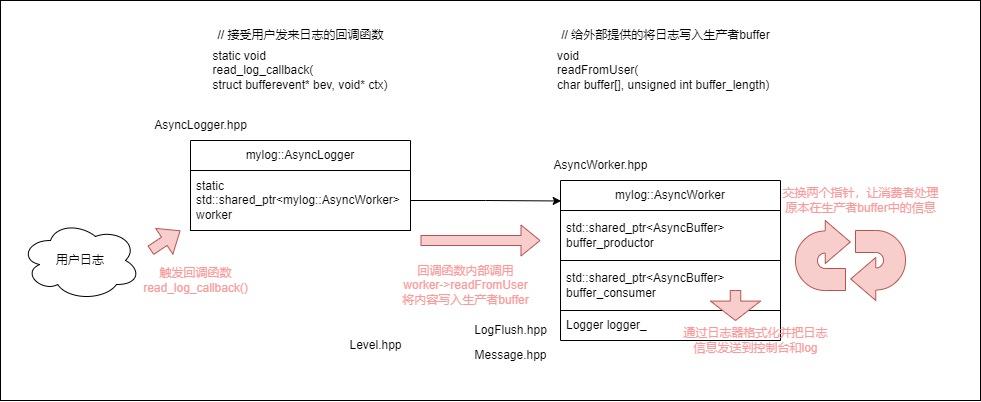 // 接受用户发来日志的回调函数
static void
read_log_callback(
struct bufferevent* bev, void* ctx)
// 给外部提供的将日志写入生产者buffer
void
readFromUser(
char buffer[], unsigned int buffer_length)
AsyncLogger.hpp
mylog::AsyncLogger
static
std::shared_ptr<mylog::AsyncWorker>
worker
AsyncWorker.hpp
mylog::AsyncWorker
std::shared_ptr<AsyncBuffer>
buffer_productor
std::shared_ptr<AsyncBuffer>
buffer_consumer
Logger logger_
交换两个指针，让消费者处理
原本在生产者buffer中的信息
用户日志
触发回调函数
read_log_callback()
回调函数内部调用
worker->readFromUser
将内容写入生产者buffer
通过日志器格式化并把日志
信息发送到控制台和log
LogFlush.hpp
Level.hpp
Message.hpp